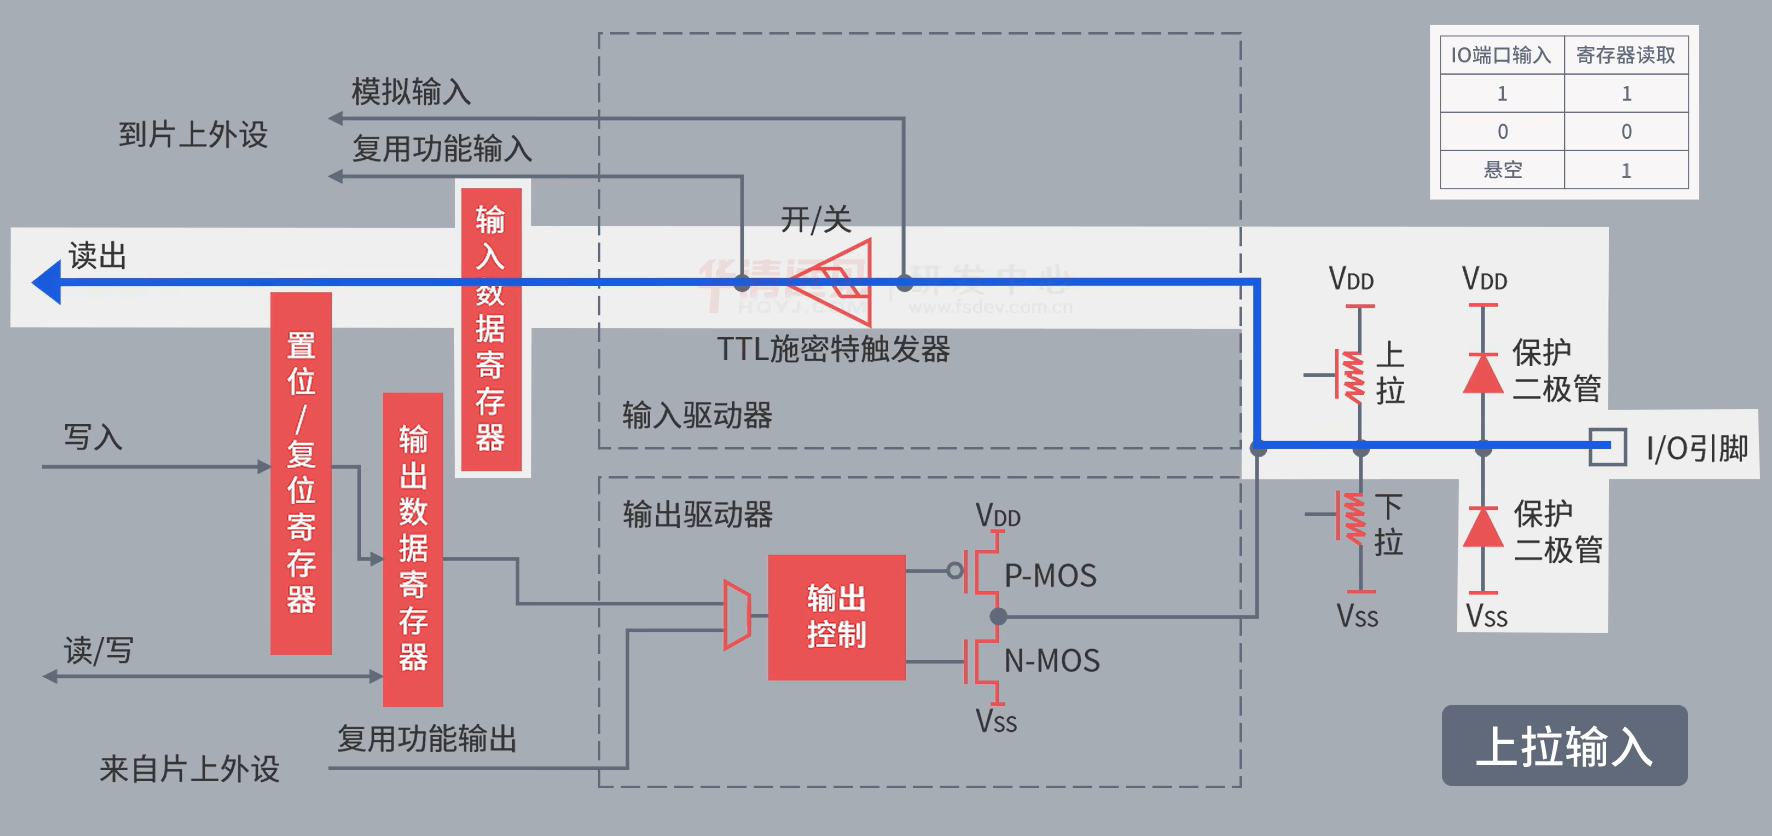 IO端口输入 寄存器读取
1 1
0 0
悬空 1
模拟输入
到片上外设
复用功能输入
输入数据寄存器
开/关
读出
华清远见 研发中心
HQYJ.COM www.fsdev.com.cn
TTL施密特触发器
输入驱动器
VDD
VDD
上拉
保护
二极管
I/O引脚
置位/复位寄存器
写入
输出数据寄存器
输出驱动器
VDD
P-MOS
输出
控制
N-MOS
VSS
下拉
VSS
保护
二极管
VSS
读/写
复用功能输出
来自片上外设
上拉输入